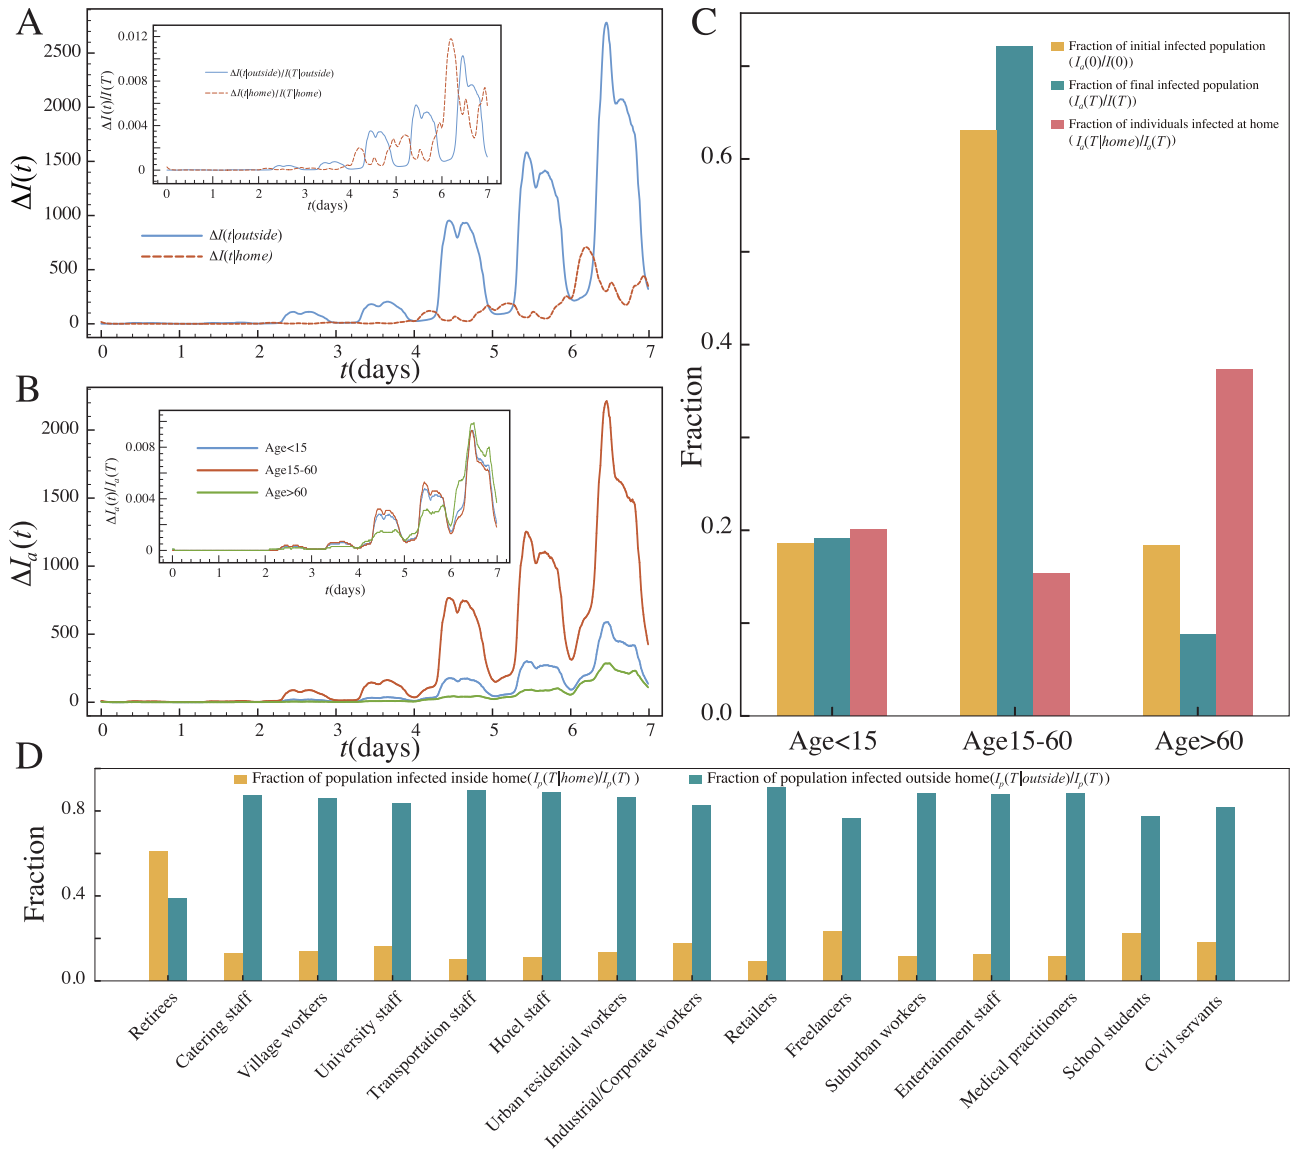 A
ΔI(t)
2500
2000
1500
1000
500
0
0 1 2 3 4 5 6 7
t(days)
ΔI(t|outside)
ΔI(t|home)
ΔI(t)/I(T)
0.012
0.008
0.004
0
0 1 2 3 4 5 6 7
t(days)
ΔI(t|outside)/I(T|outside)
ΔI(t|home)/I(T|home)
B
ΔIa(t)
2000
1500
1000
500
0
0 1 2 3 4 5 6 7
t(days)
ΔIa(t)/Ia(T)
0.008
0.004
0
0 1 2 3 4 5 6 7
t(days)
Age<15
Age15-60
Age>60
C
Fraction
0.6
0.4
0.2
0.0
Age<15 Age15-60 Age>60
Fraction of initial infected population
(Ia(0)/I(0))
Fraction of final infected population
(Ia(T)/I(T))
Fraction of individuals infected at home
(Ia(T|home)/Ia(T))
D
Fraction of population infected inside home(Ip(T|home)/Ip(T) )
Fraction of population infected outside home(Ip(T|outside)/Ip(T))
Fraction
0.8
0.4
0.0
Retirees
Catering staff
Village workers
University staff
Transportation staff
Hotel staff
Urban residential workers
Industrial/Corporate workers
Retailers
Freelancers
Suburban workers
Entertainment staff
Medical practitioners
School students
Civil servants